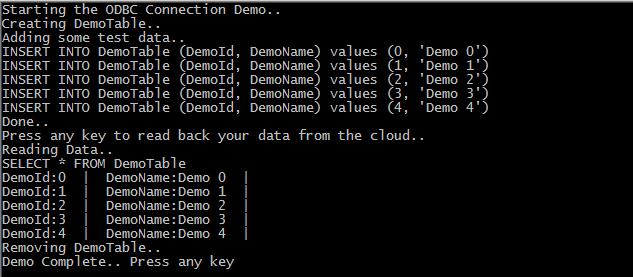 Starting the ODBC Connection Demo..
Creating DemoTable..
Adding some test data..
INSERT INTO DemoTable (DemoId, DemoName) values (0, 'Demo 0')
INSERT INTO DemoTable (DemoId, DemoName) values (1, 'Demo 1')
INSERT INTO DemoTable (DemoId, DemoName) values (2, 'Demo 2')
INSERT INTO DemoTable (DemoId, DemoName) values (3, 'Demo 3')
INSERT INTO DemoTable (DemoId, DemoName) values (4, 'Demo 4')
Done..
Press any key to read back your data from the cloud..
Reading Data..
SELECT * FROM DemoTable
DemoId:0  |  DemoName:Demo 0  |
DemoId:1  |  DemoName:Demo 1  |
DemoId:2  |  DemoName:Demo 2  |
DemoId:3  |  DemoName:Demo 3  |
DemoId:4  |  DemoName:Demo 4  |
Removing DemoTable..
Demo Complete.. Press any key